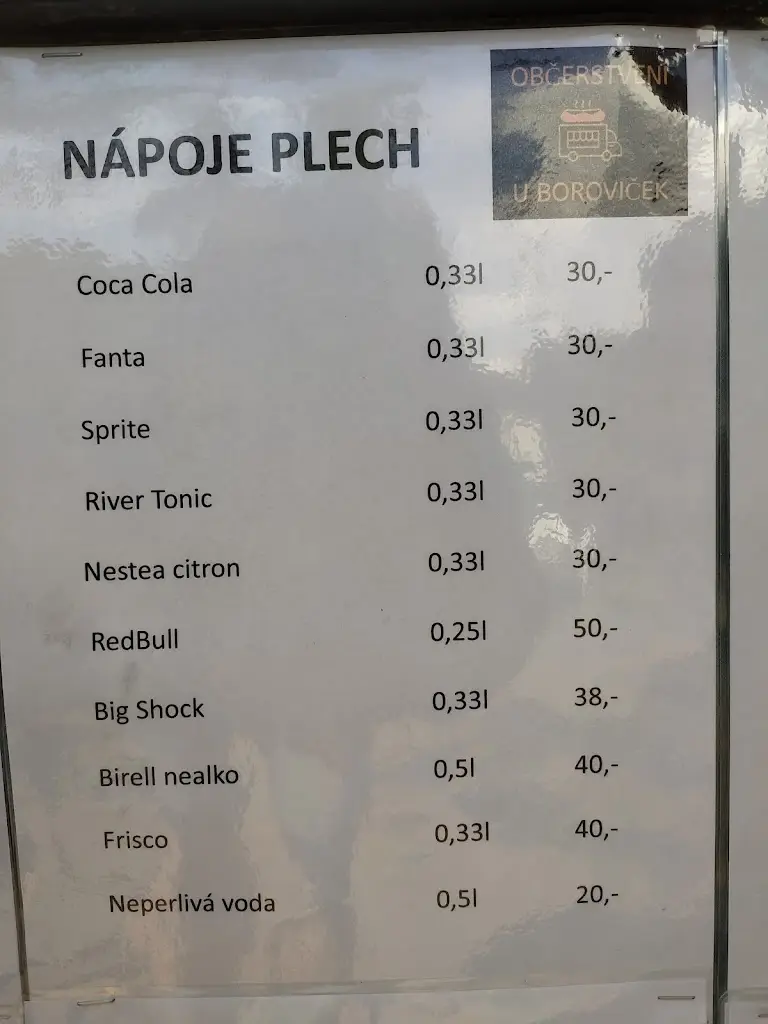 OBČERSTVENÍ
U BOROVIČEK
NÁPOJE PLECH
Coca Cola 0,33l 30,-
Fanta 0,33l 30,-
Sprite 0,33l 30,-
River Tonic 0,33l 30,-
Nestea citron 0,33l 30,-
RedBull 0,25l 50,-
Big Shock 0,33l 38,-
Birell nealko 0,5l 40,-
Frisco 0,33l 40,-
Neperlivá voda 0,5l 20,-